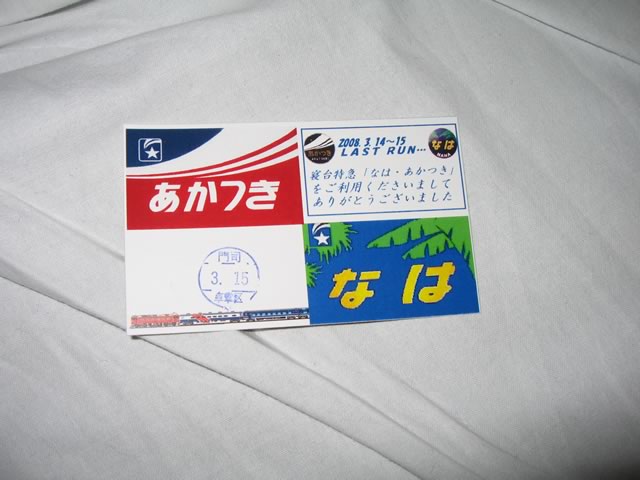 あかつき
2008. 3. 14~15
LAST RUN...
なは
NAHA
寝台特急「なは・あかつき」
をご利用くださいまして
ありがとうございました
門司
3. 15
なは